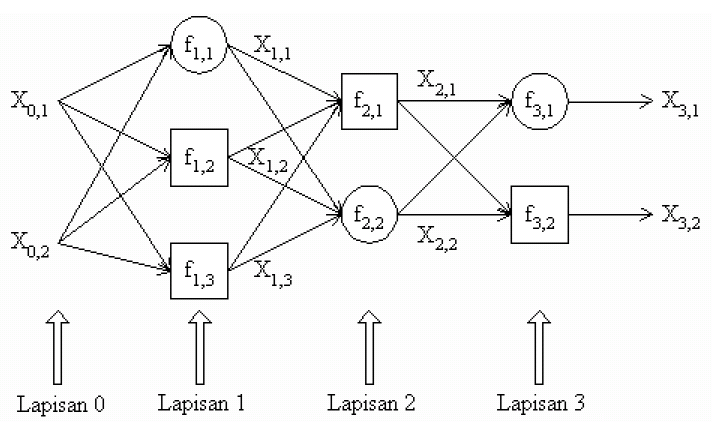 f1,1
X1,1
X0,1
f2,1
X2,1
f3,1
X3,1
f1,2
X1,2
X0,2
f2,2
X2,2
f3,2
X3,2
f1,3
X1,3
Lapisan 0
Lapisan 1
Lapisan 2
Lapisan 3